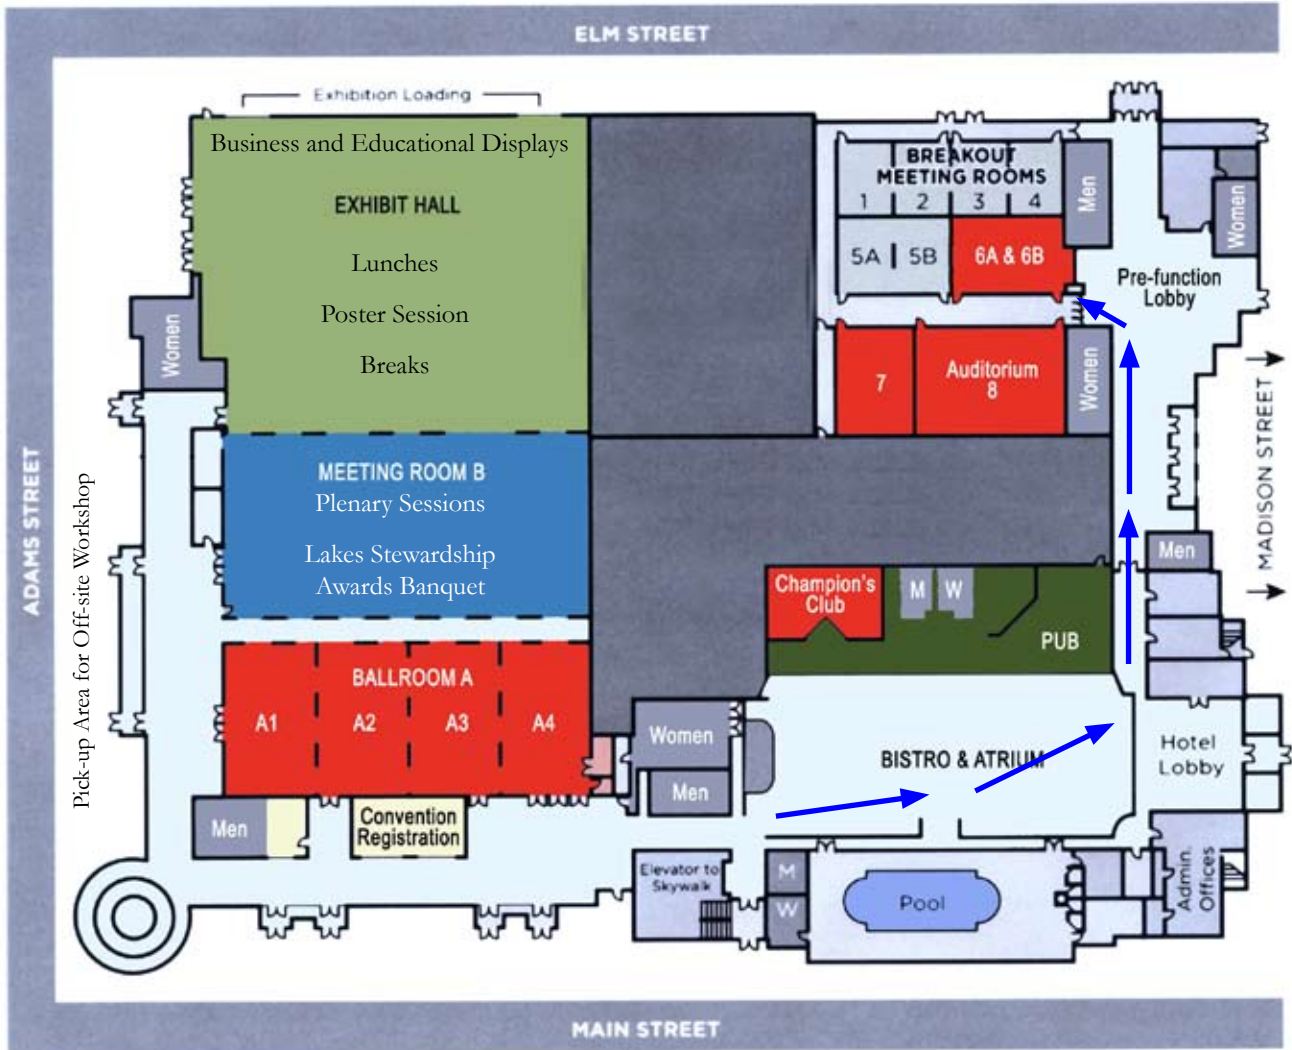 ELM STREET
Exhibition Loading
Business and Educational Displays
EXHIBIT HALL
Lunches
Poster Session
Breaks
Women
BREAKOUT
MEETING ROOMS
1
2
3
4
5A
5B
6A & 6B
Men
Women
Pre-function
Lobby
7
Auditorium
8
Women
MADISON STREET
ADAMS STREET
Pick-up Area for Off-site Workshop
MEETING ROOM B
Plenary Sessions
Lakes Stewardship
Awards Banquet
Men
Champion's
Club
M
W
PUB
BALLROOM A
A1
A2
A3
A4
Women
Men
BISTRO & ATRIUM
Hotel
Lobby
Men
Convention
Registration
Elevator to
Skywalk
M
W
Pool
Admin.
Offices
MAIN STREET